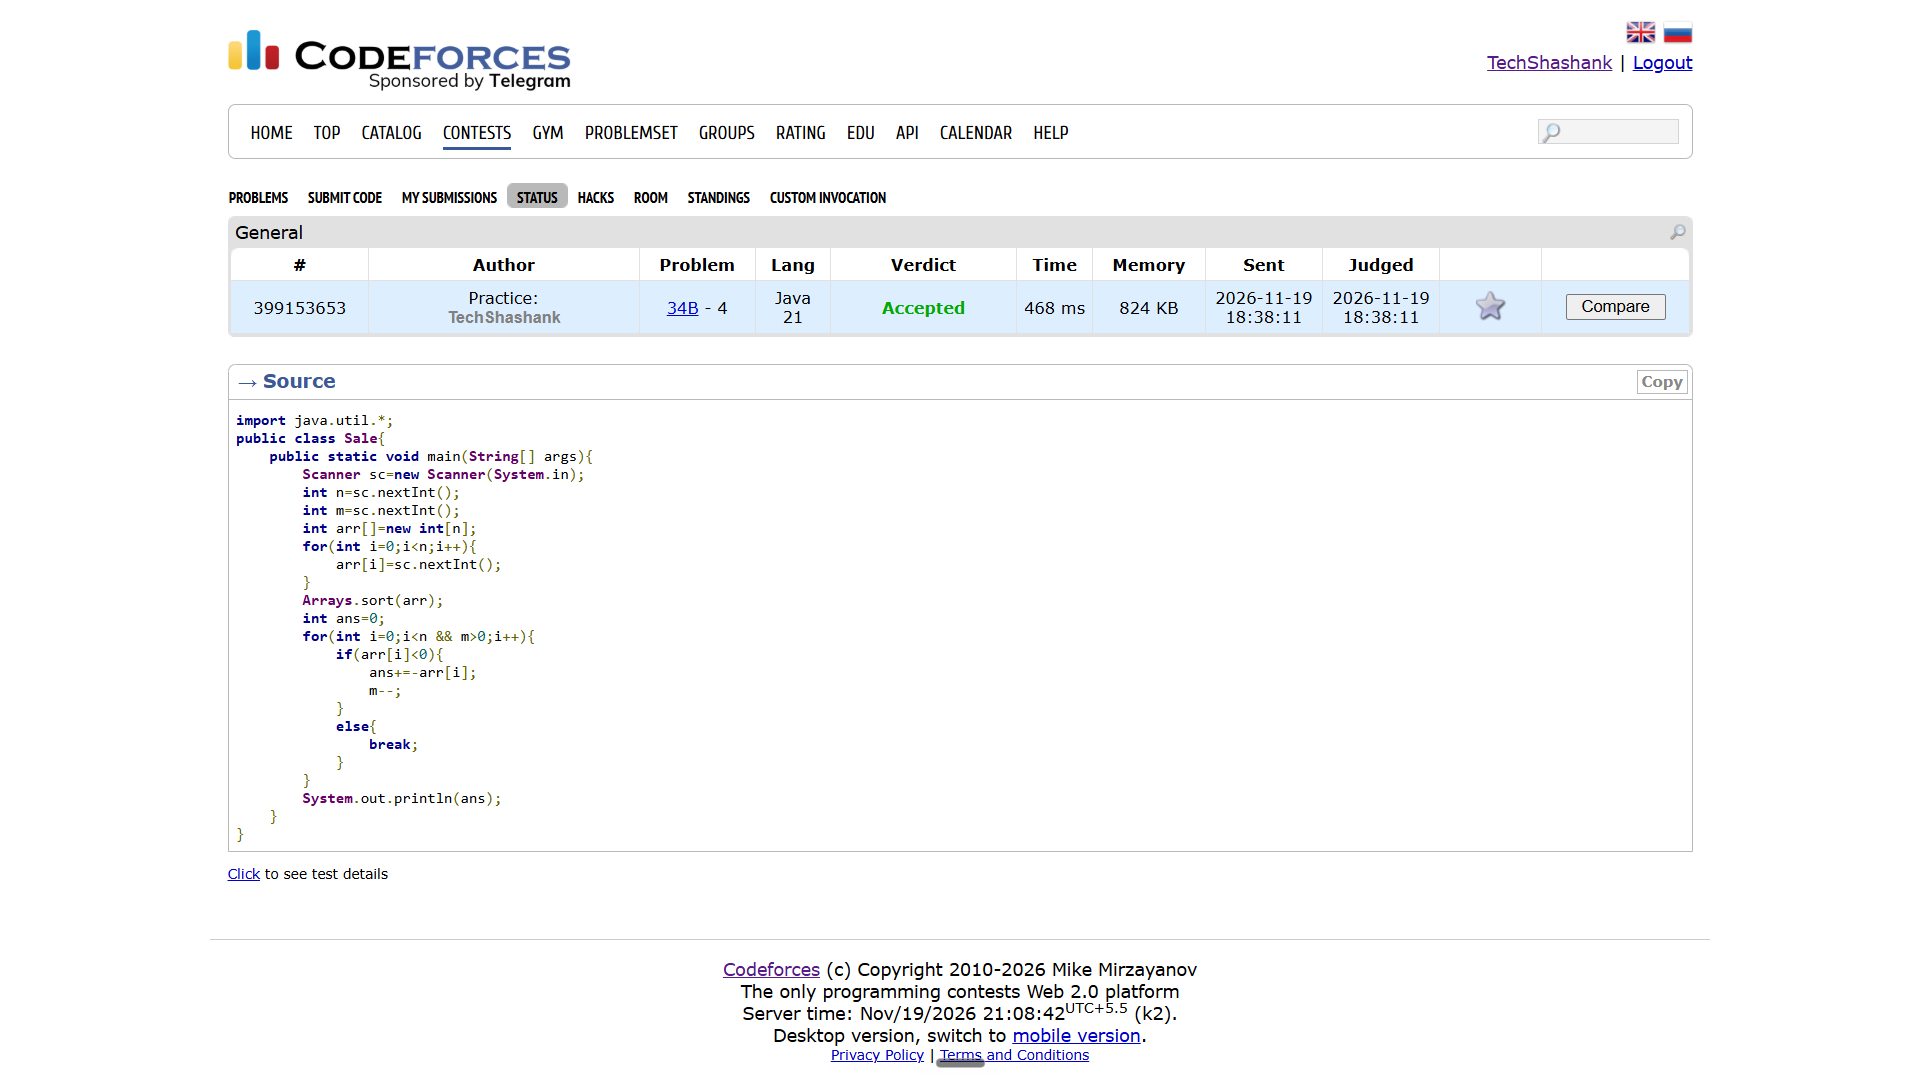 CODEFORCES
Sponsored by Telegram
TechShashank | Logout
HOME TOP CATALOG CONTESTS GYM PROBLEMSET GROUPS RATING EDU API CALENDAR HELP
PROBLEMS SUBMIT CODE MY SUBMISSIONS STATUS HACKS ROOM STANDINGS CUSTOM INVOCATION
General
# Author Problem Lang Verdict Time Memory Sent Judged
399153653 Practice: TechShashank 34B - 4 Java 21 Accepted 468 ms 824 KB 2026-11-19 18:38:11 2026-11-19 18:38:11 Compare
→ Source Copy
import java.util.*;
public class Sale{
    public static void main(String[] args){
        Scanner sc=new Scanner(System.in);
        int n=sc.nextInt();
        int m=sc.nextInt();
        int arr[]=new int[n];
        for(int i=0;i<n;i++){
            arr[i]=sc.nextInt();
        }
        Arrays.sort(arr);
        int ans=0;
        for(int i=0;i<n && m>0;i++){
            if(arr[i]<0){
                ans+=-arr[i];
                m--;
            }
            else{
                break;
            }
        }
        System.out.println(ans);
    }
}
Click to see test details
Codeforces (c) Copyright 2010-2026 Mike Mirzayanov
The only programming contests Web 2.0 platform
Server time: Nov/19/2026 21:08:42UTC+5.5 (k2).
Desktop version, switch to mobile version.
Privacy Policy | Terms and Conditions